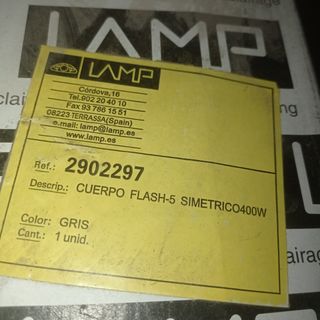 LAMP
LAMP
Córdova,16
Tel.902 20 40 10
Fax 93 786 15 51
08223 TERRASSA(Spain)
e.mail: lamp@lamp.es
www.lamp.es
Ref.: 2902297
Descrip.: CUERPO FLASH-5 SIMETRICO400W
Color: GRIS
Cant.: 1 unid.